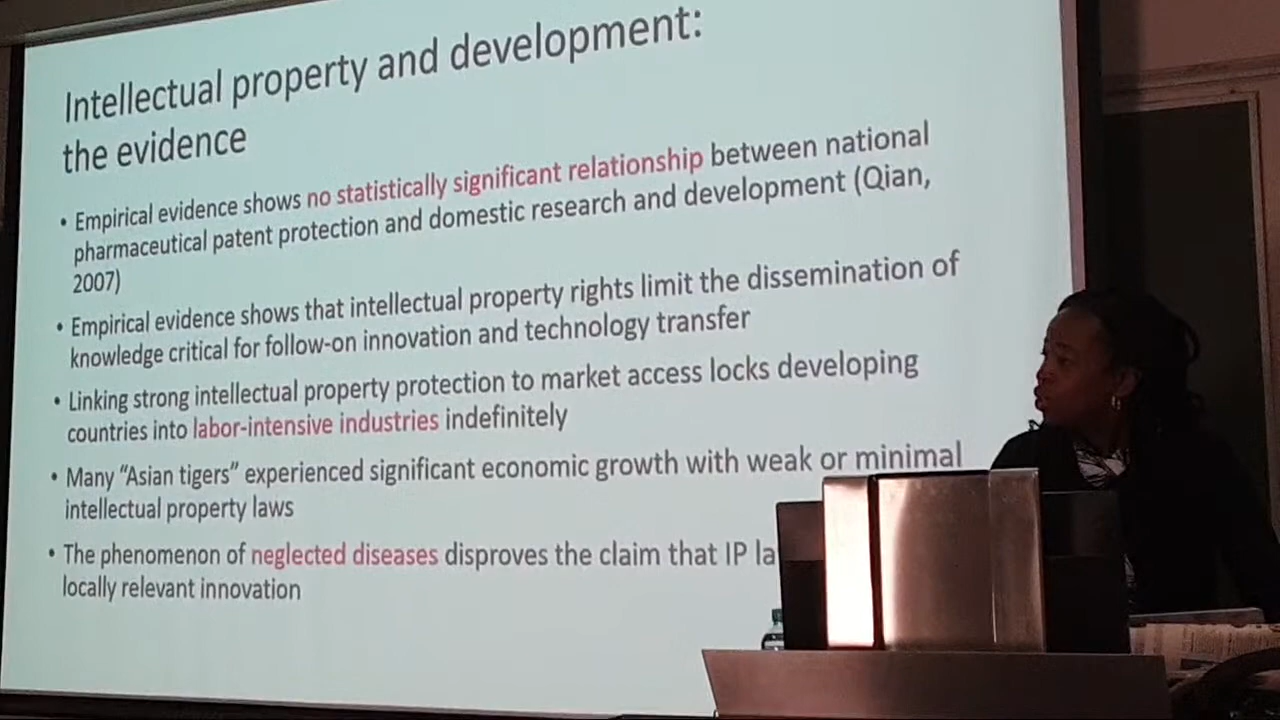 Intellectual property and development:
the evidence
• Empirical evidence shows no statistically significant relationship between national
pharmaceutical patent protection and domestic research and development (Qian,
2007)
• Empirical evidence shows that intellectual property rights limit the dissemination of
knowledge critical for follow-on innovation and technology transfer
• Linking strong intellectual property protection to market access locks developing
countries into labor-intensive industries indefinitely
• Many “Asian tigers” experienced significant economic growth with weak or minimal
intellectual property laws
• The phenomenon of neglected diseases disproves the claim that IP
locally relevant innovation